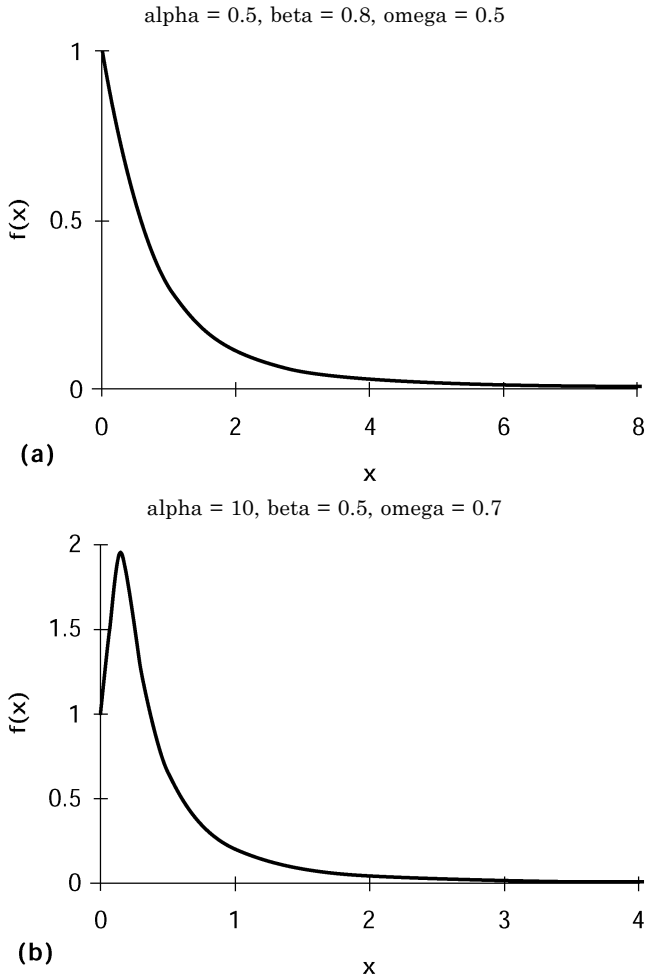 alpha = 0.5, beta = 0.8, omega = 0.5
1
0.5
0
f(x)
0 2 4 6 8
(a)
x
alpha = 10, beta = 0.5, omega = 0.7
2
1.5
1
0.5
0
f(x)
0 1 2 3 4
(b)
x